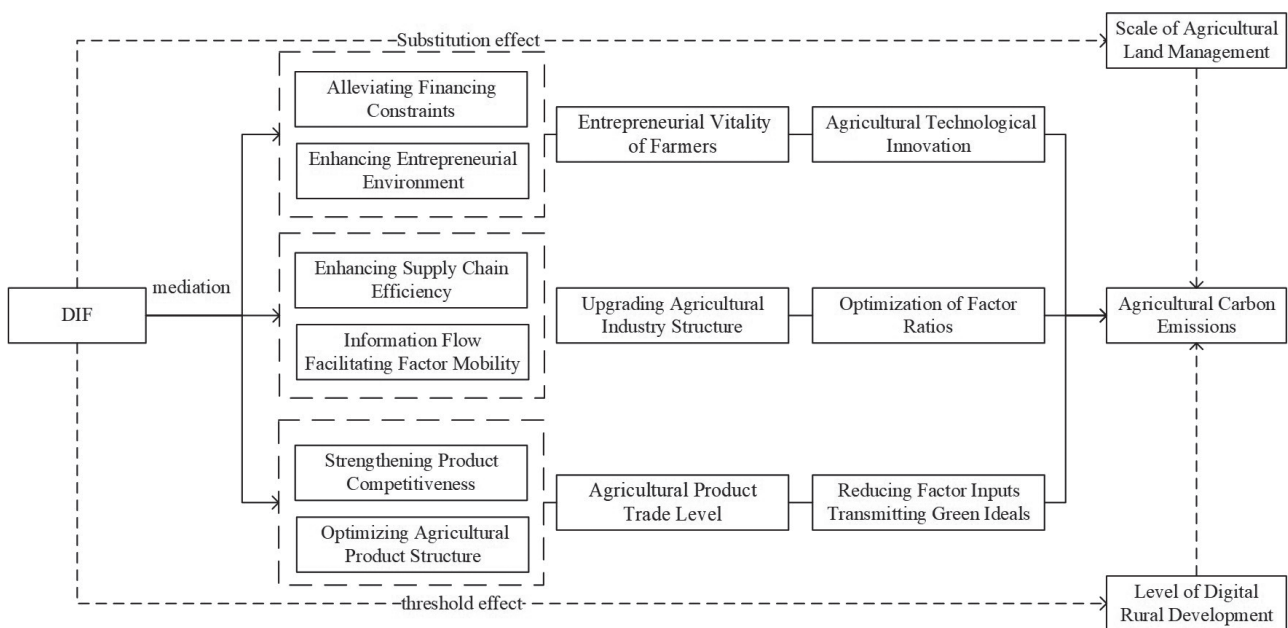 Substitution effect
Scale of Agricultural
Land Management
Alleviating Financing
Constraints
Enhancing Entrepreneurial
Environment
Entrepreneurial Vitality
of Farmers
Agricultural Technological
Innovation
DIF
mediation
Enhancing Supply Chain
Efficiency
Information Flow
Facilitating Factor Mobility
Upgrading Agricultural
Industry Structure
Optimization of Factor
Ratios
Agricultural Carbon
Emissions
Strengthening Product
Competitiveness
Optimizing Agricultural
Product Structure
Agricultural Product
Trade Level
Reducing Factor Inputs
Transmitting Green Ideals
threshold effect
Level of Digital
Rural Development